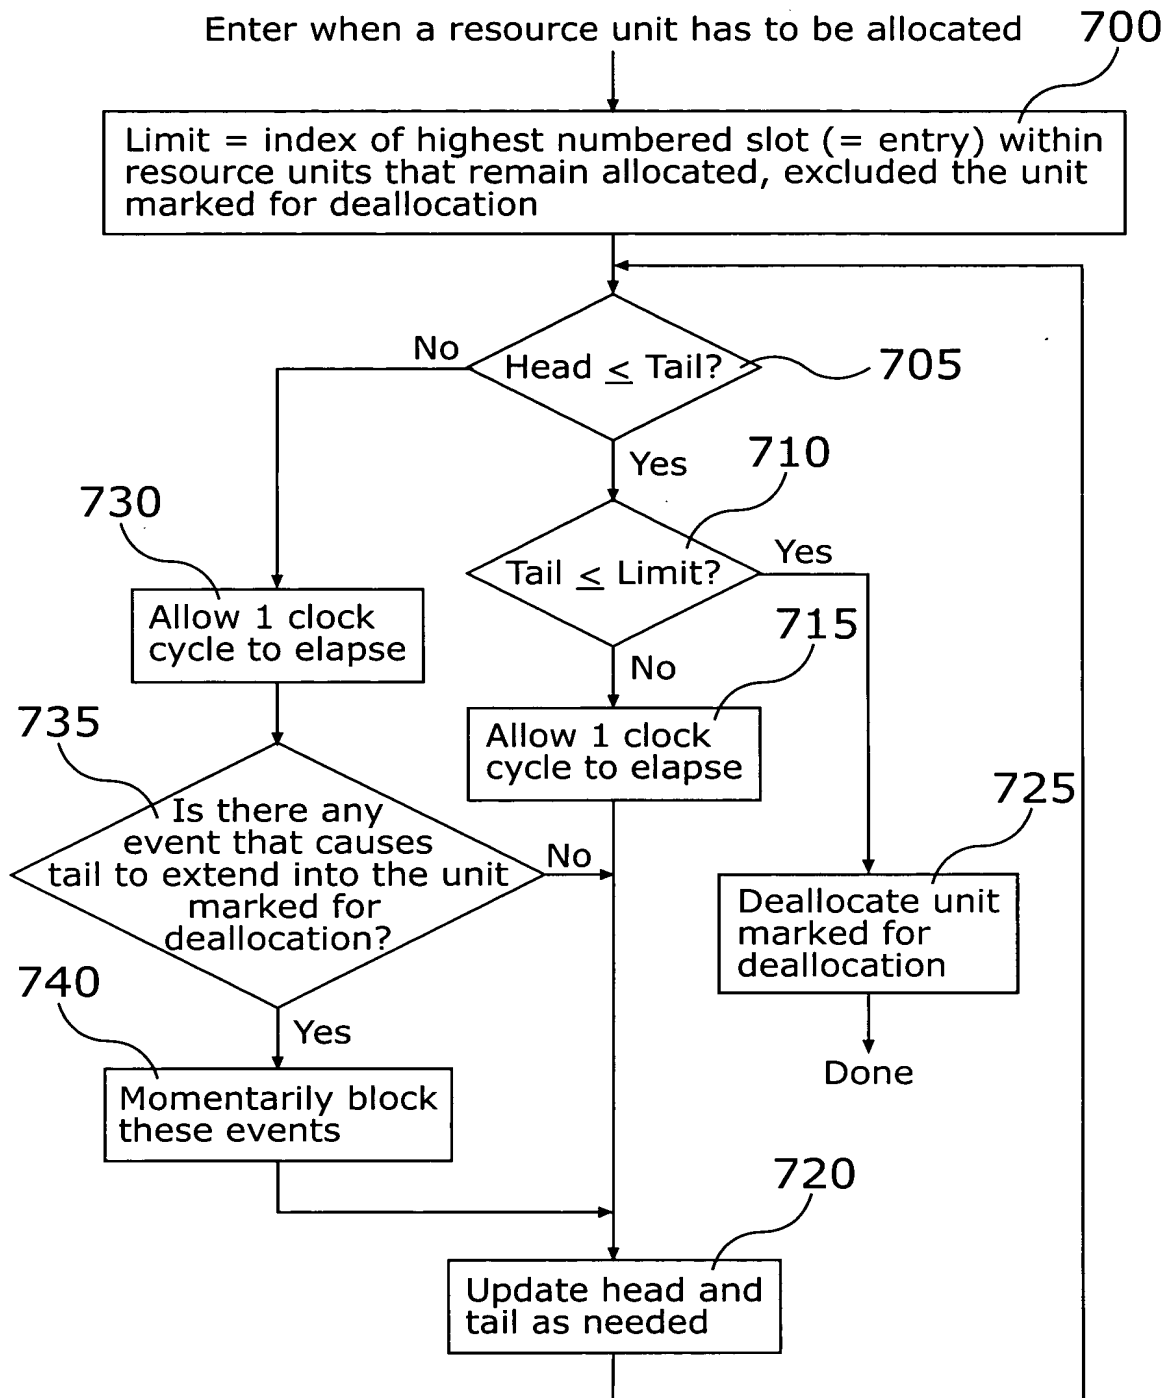 Enter when a resource unit has to be allocated
700
Limit = index of highest numbered slot (= entry) within
resource units that remain allocated, excluded the unit
marked for deallocation
No
Head ≤ Tail?
705
Yes
710
730
Tail ≤ Limit?
Yes
Allow 1 clock
cycle to elapse
715
No
735
Allow 1 clock
cycle to elapse
725
Is there any
event that causes
tail to extend into the unit
marked for
deallocation?
No
Deallocate unit
marked for
deallocation
740
Yes
Done
Momentarily block
these events
720
Update head and
tail as needed